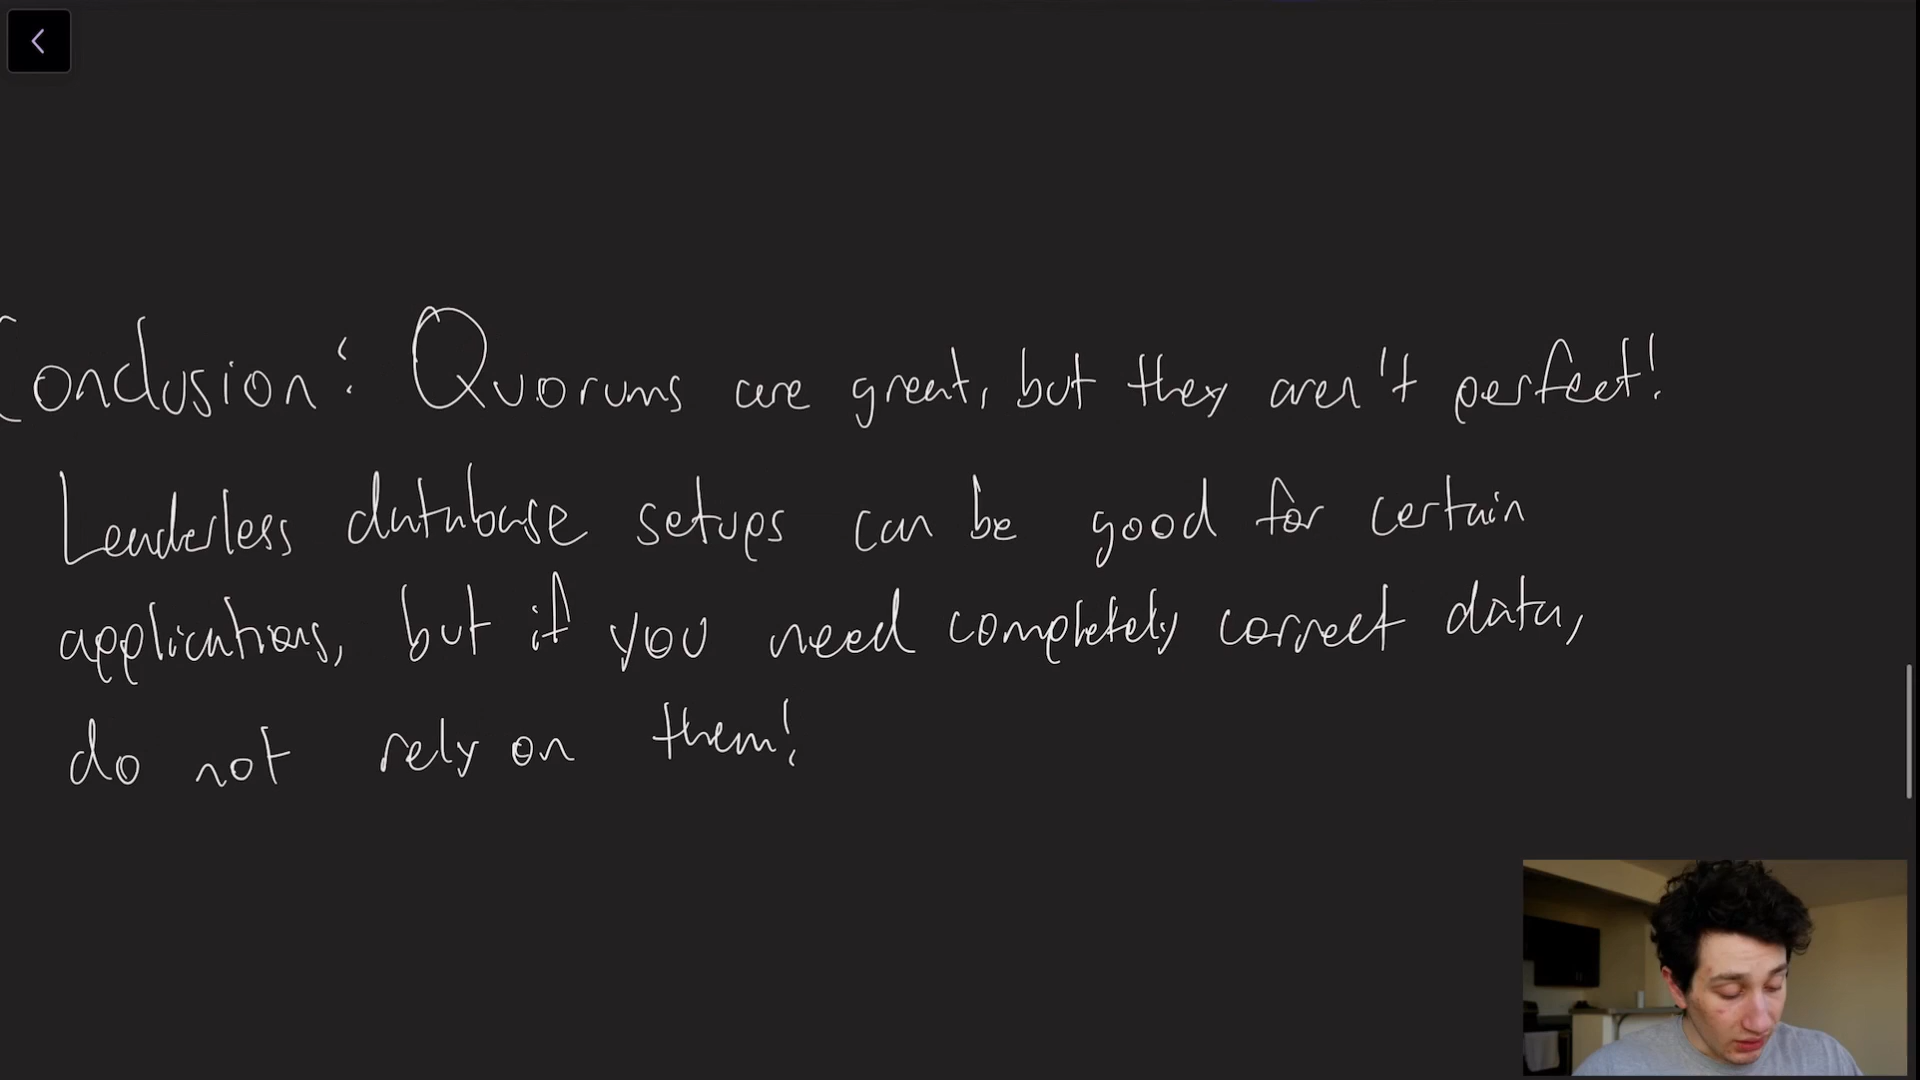 Conclusion: Quorums are great, but they aren't perfect!
Leaderless database setups can be good for certain
applications, but if you need completely correct data,
do not rely on them!